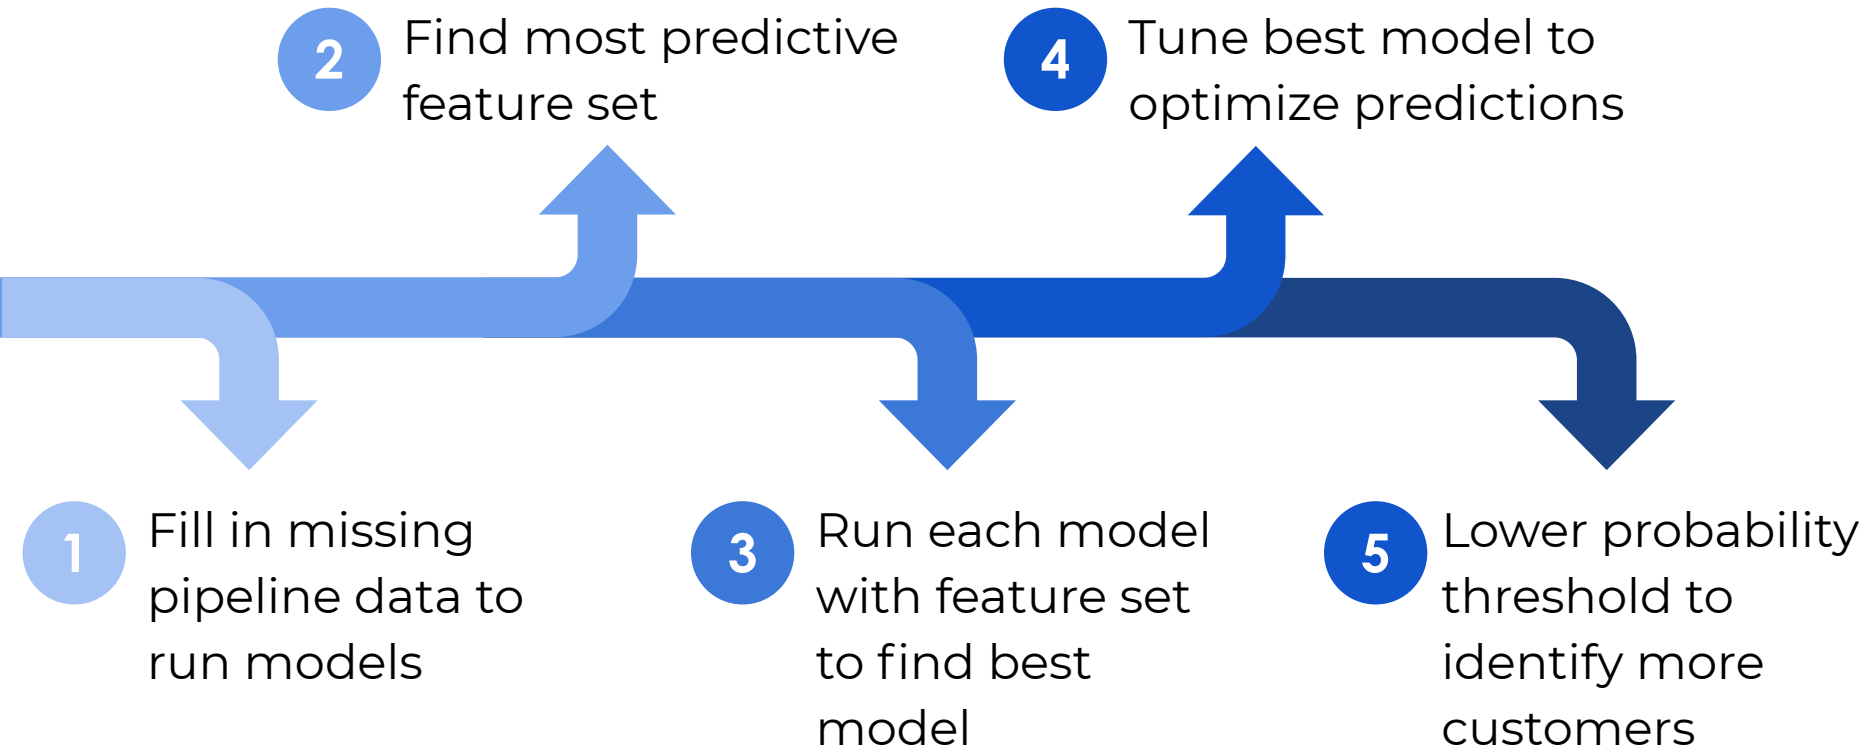 1
Fill in missing
pipeline data to
run models
2
Find most predictive
feature set
3
Run each model
with feature set
to find best
model
4
Tune best model to
optimize predictions
5
Lower probability
threshold to
identify more
customers